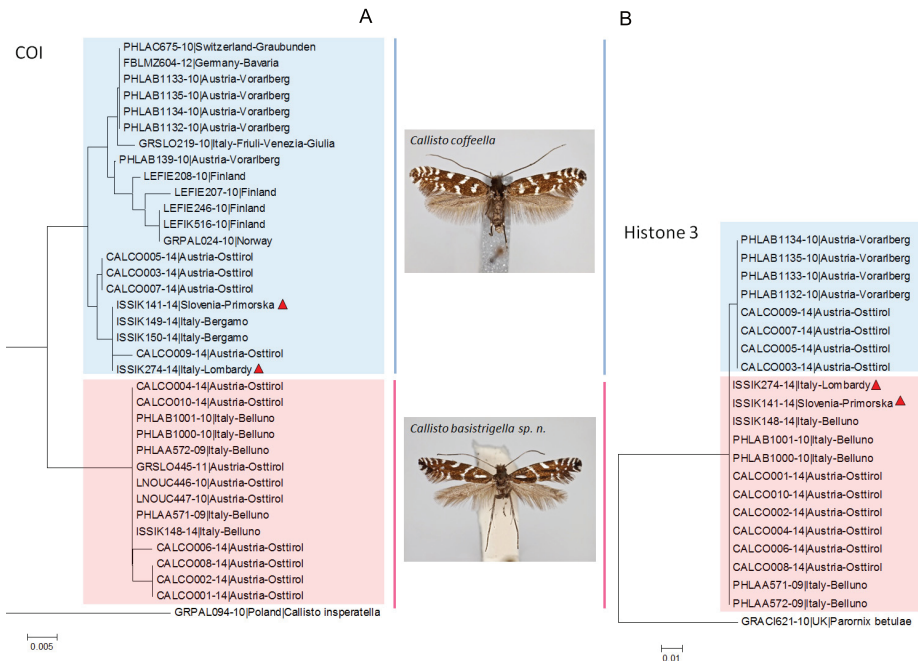 A
B
COI
PHLAC675-10|Switzerland-Graubunden
FBLMZ604-12|Germany-Bavaria
PHLAB1133-10|Austria-Vorarlberg
PHLAB1135-10|Austria-Vorarlberg
PHLAB1134-10|Austria-Vorarlberg
PHLAB1132-10|Austria-Vorarlberg
GRSLO219-10|Italy-Friuli-Venezia-Giulia
PHLAB139-10|Austria-Vorarlberg
LEFIE208-10|Finland
LEFIE207-10|Finland
LEFIE246-10|Finland
LEFIK516-10|Finland
GRPAL024-10|Norway
CALCO005-14|Austria-Osttirol
CALCO003-14|Austria-Osttirol
CALCO007-14|Austria-Osttirol
ISSIK141-14|Slovenia-Primorska
ISSIK149-14|Italy-Bergamo
ISSIK150-14|Italy-Bergamo
CALCO009-14|Austria-Osttirol
ISSIK274-14|Italy-Lombardy
CALCO004-14|Austria-Osttirol
CALCO010-14|Austria-Osttirol
PHLAB1001-10|Italy-Belluno
PHLAB1000-10|Italy-Belluno
PHLAA572-09|Italy-Belluno
GRSLO445-11|Austria-Osttirol
LNOUC446-10|Austria-Osttirol
LNOUC447-10|Austria-Osttirol
PHLAA571-09|Italy-Belluno
ISSIK148-14|Italy-Belluno
CALCO006-14|Austria-Osttirol
CALCO008-14|Austria-Osttirol
CALCO002-14|Austria-Osttirol
CALCO001-14|Austria-Osttirol
GRPAL094-10|Poland|Callisto insperatella
0.005
Callisto coffeella
Callisto basistrigella sp. n.
Histone 3
PHLAB1134-10|Austria-Vorarlberg
PHLAB1135-10|Austria-Vorarlberg
PHLAB1133-10|Austria-Vorarlberg
PHLAB1132-10|Austria-Vorarlberg
CALCO009-14|Austria-Osttirol
CALCO007-14|Austria-Osttirol
CALCO005-14|Austria-Osttirol
CALCO003-14|Austria-Osttirol
ISSIK274-14|Italy-Lombardy
ISSIK141-14|Slovenia-Primorska
ISSIK148-14|Italy-Belluno
PHLAB1001-10|Italy-Belluno
PHLAB1000-10|Italy-Belluno
CALCO001-14|Austria-Osttirol
CALCO010-14|Austria-Osttirol
CALCO002-14|Austria-Osttirol
CALCO004-14|Austria-Osttirol
CALCO006-14|Austria-Osttirol
CALCO008-14|Austria-Osttirol
PHLAA571-09|Italy-Belluno
PHLAA572-09|Italy-Belluno
GRACI621-10|UK|Parornix betulae
0.01